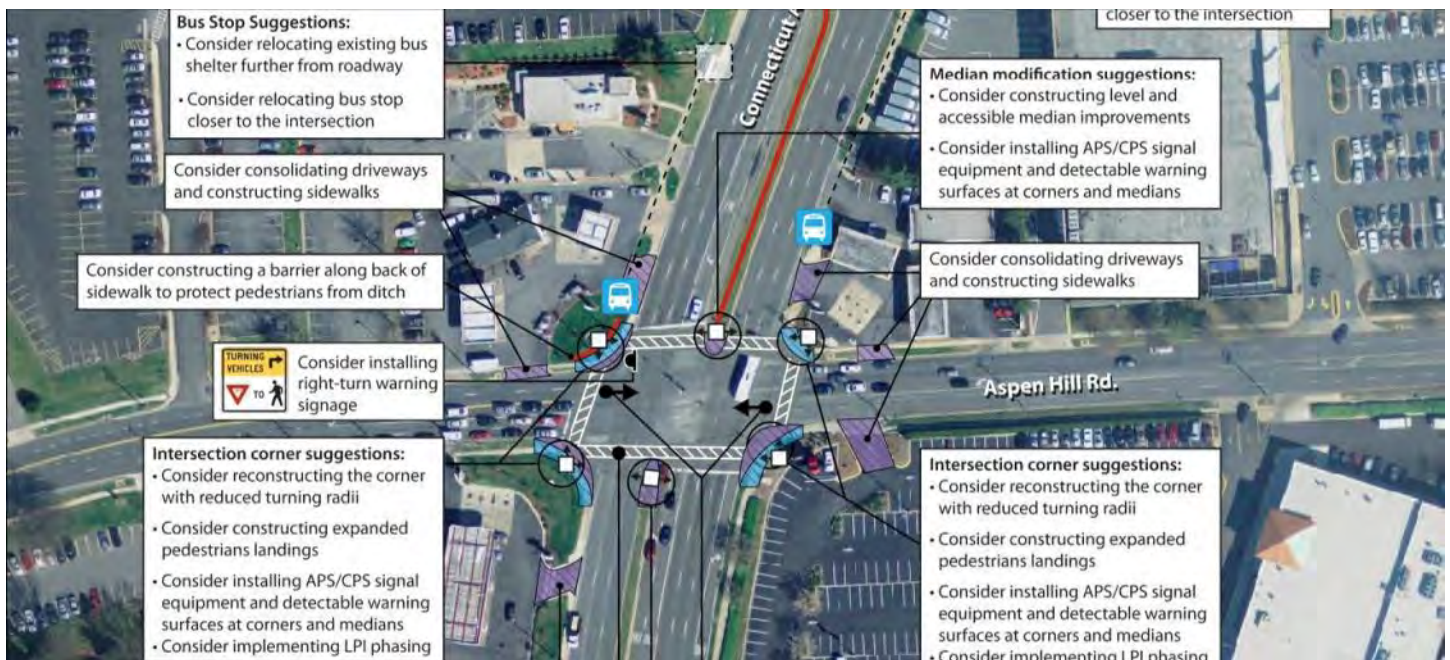 Bus Stop Suggestions:
• Consider relocating existing bus
shelter further from roadway
• Consider relocating bus stop
closer to the intersection
closer to the intersection
Connecticut
Median modification suggestions:
• Consider constructing level and
accessible median improvements
• Consider installing APS/CPS signal
equipment and detectable warning
surfaces at corners and medians
Consider consolidating driveways
and constructing sidewalks
Consider constructing a barrier along back of
sidewalk to protect pedestrians from ditch
Consider consolidating driveways
and constructing sidewalks
TURNING
VEHICLES
TO
Consider installing
right-turn warning
signage
Aspen Hill Rd.
Intersection corner suggestions:
• Consider reconstructing the corner
with reduced turning radii
• Consider constructing expanded
pedestrians landings
• Consider installing APS/CPS signal
equipment and detectable warning
surfaces at corners and medians
• Consider implementing LPI phasing
Intersection corner suggestions:
• Consider reconstructing the corner
with reduced turning radii
• Consider constructing expanded
pedestrians landings
• Consider installing APS/CPS signal
equipment and detectable warning
surfaces at corners and medians
• Consider implementing LPI phasing